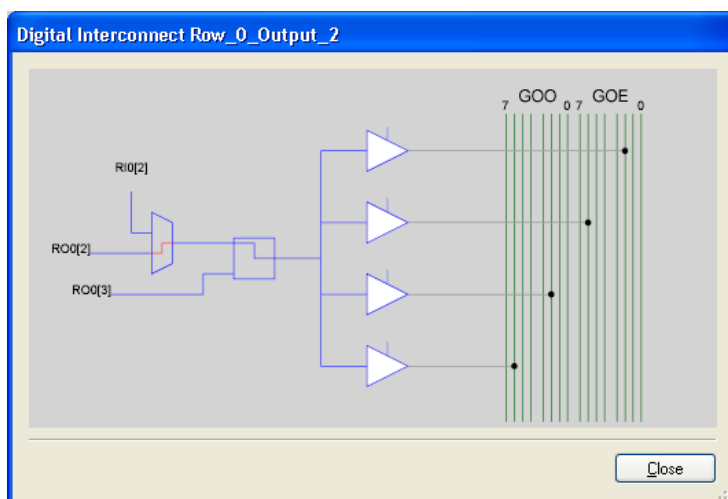 Digital Interconnect Row_0_Output_2
GOO GOE
7 0 7 0
RI0[2]
RO0[2]
RO0[3]
Close